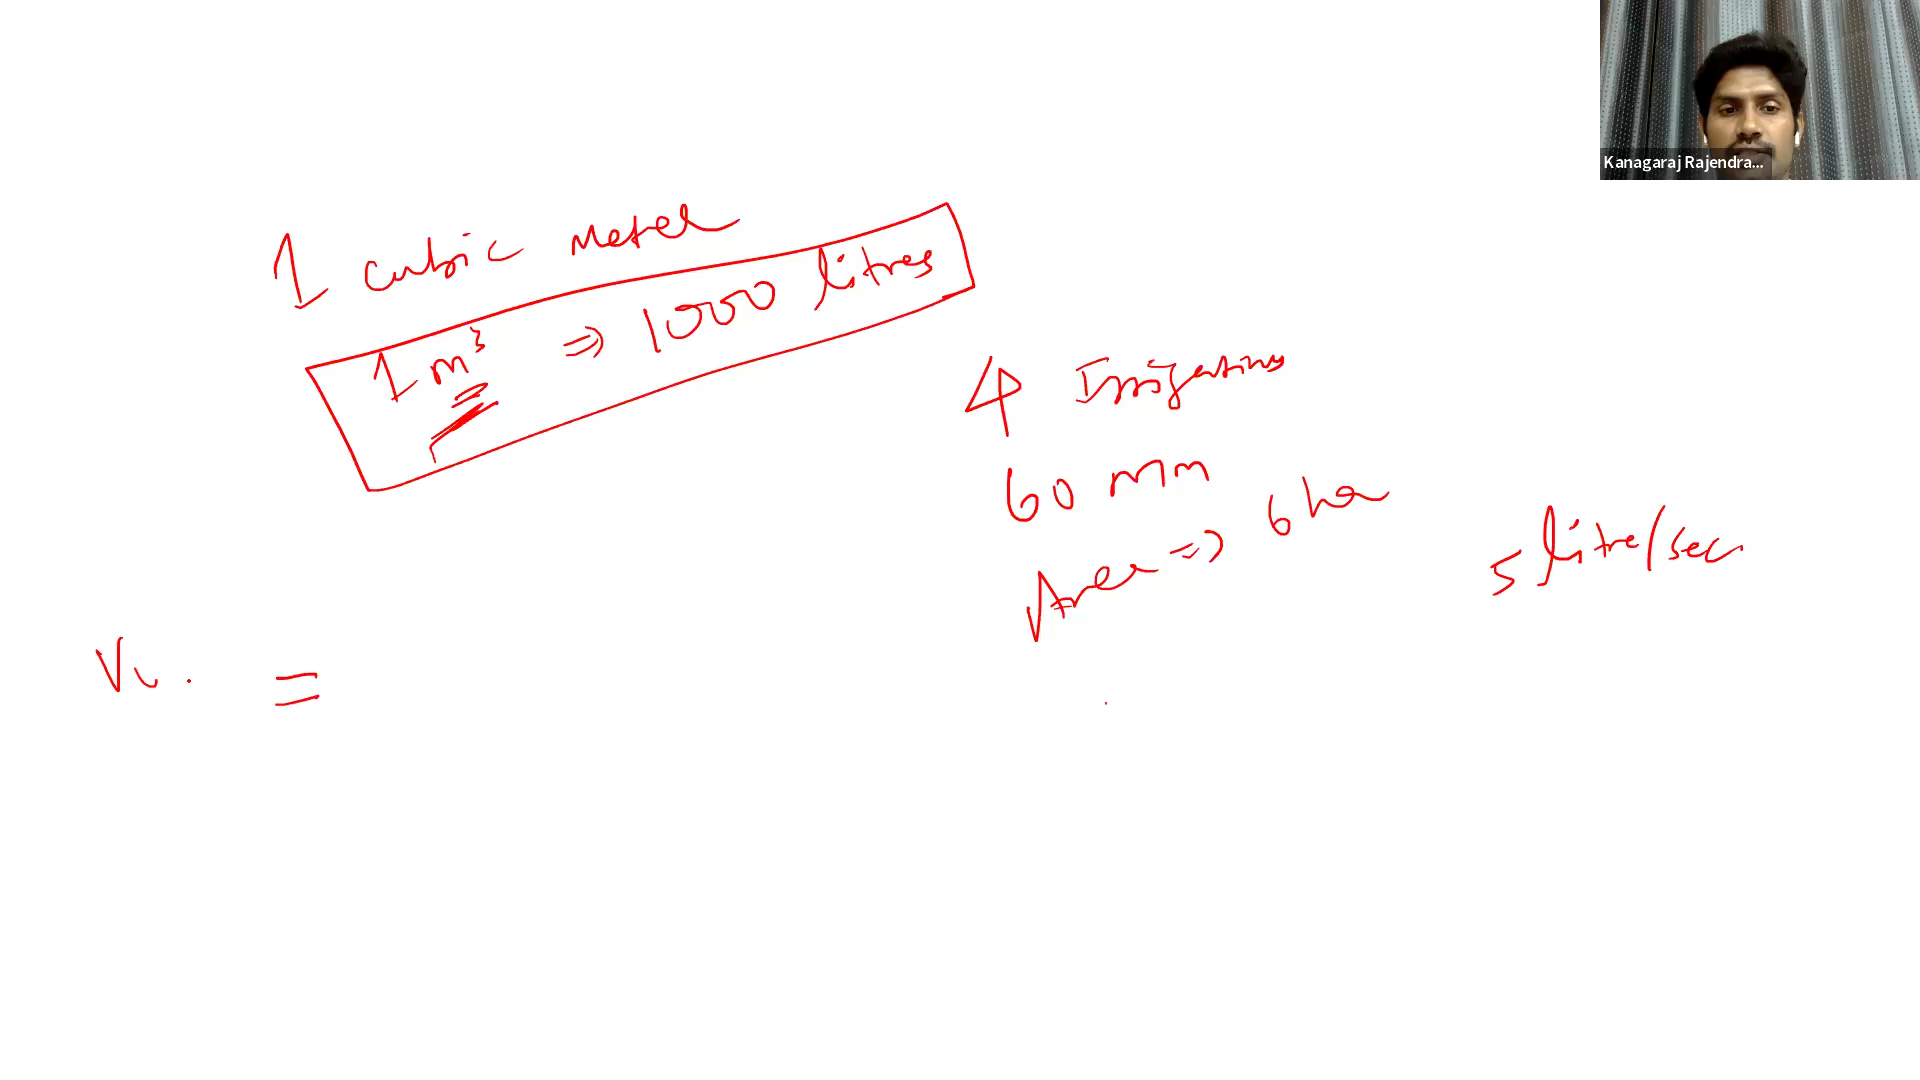 Kanagaraj Rajendra...
1 cubic meter
1 m³ ⇒ 1000 litres
4 Irrigations
60 mm
Area ⇒ 6 ha
5 litre/sec
=